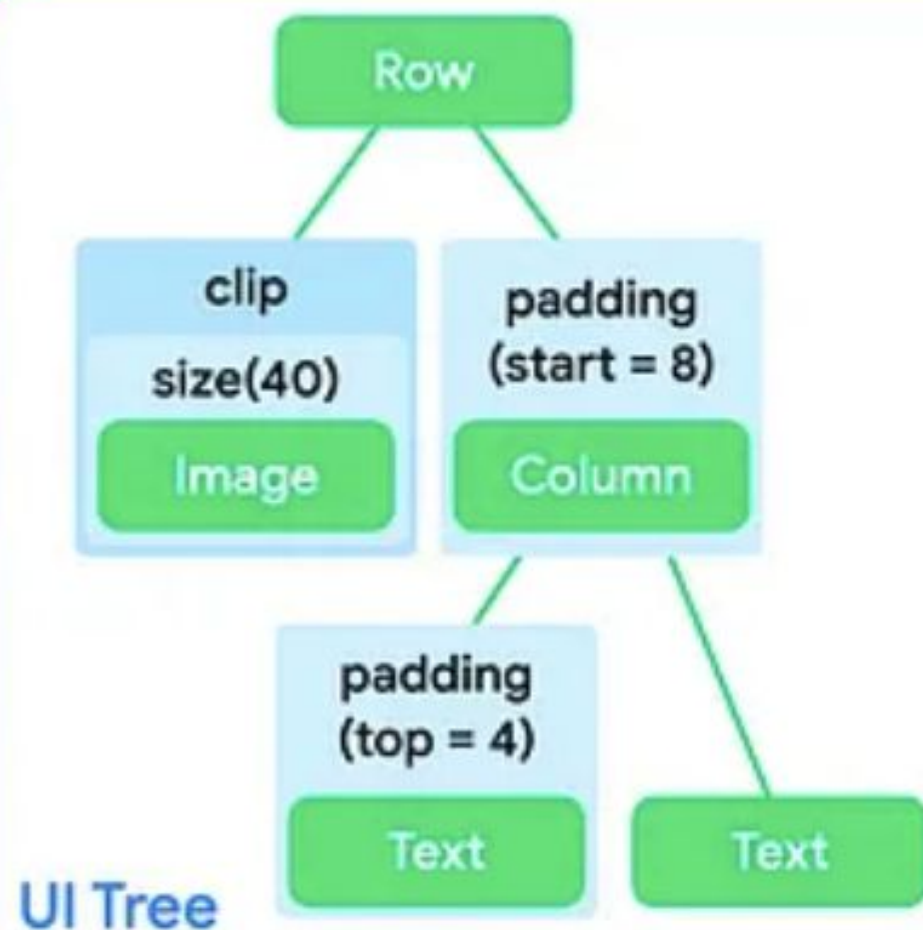 Row
clip
size(40)
Image
padding
(start = 8)
Column
padding
(top = 4)
Text
Text
UI Tree